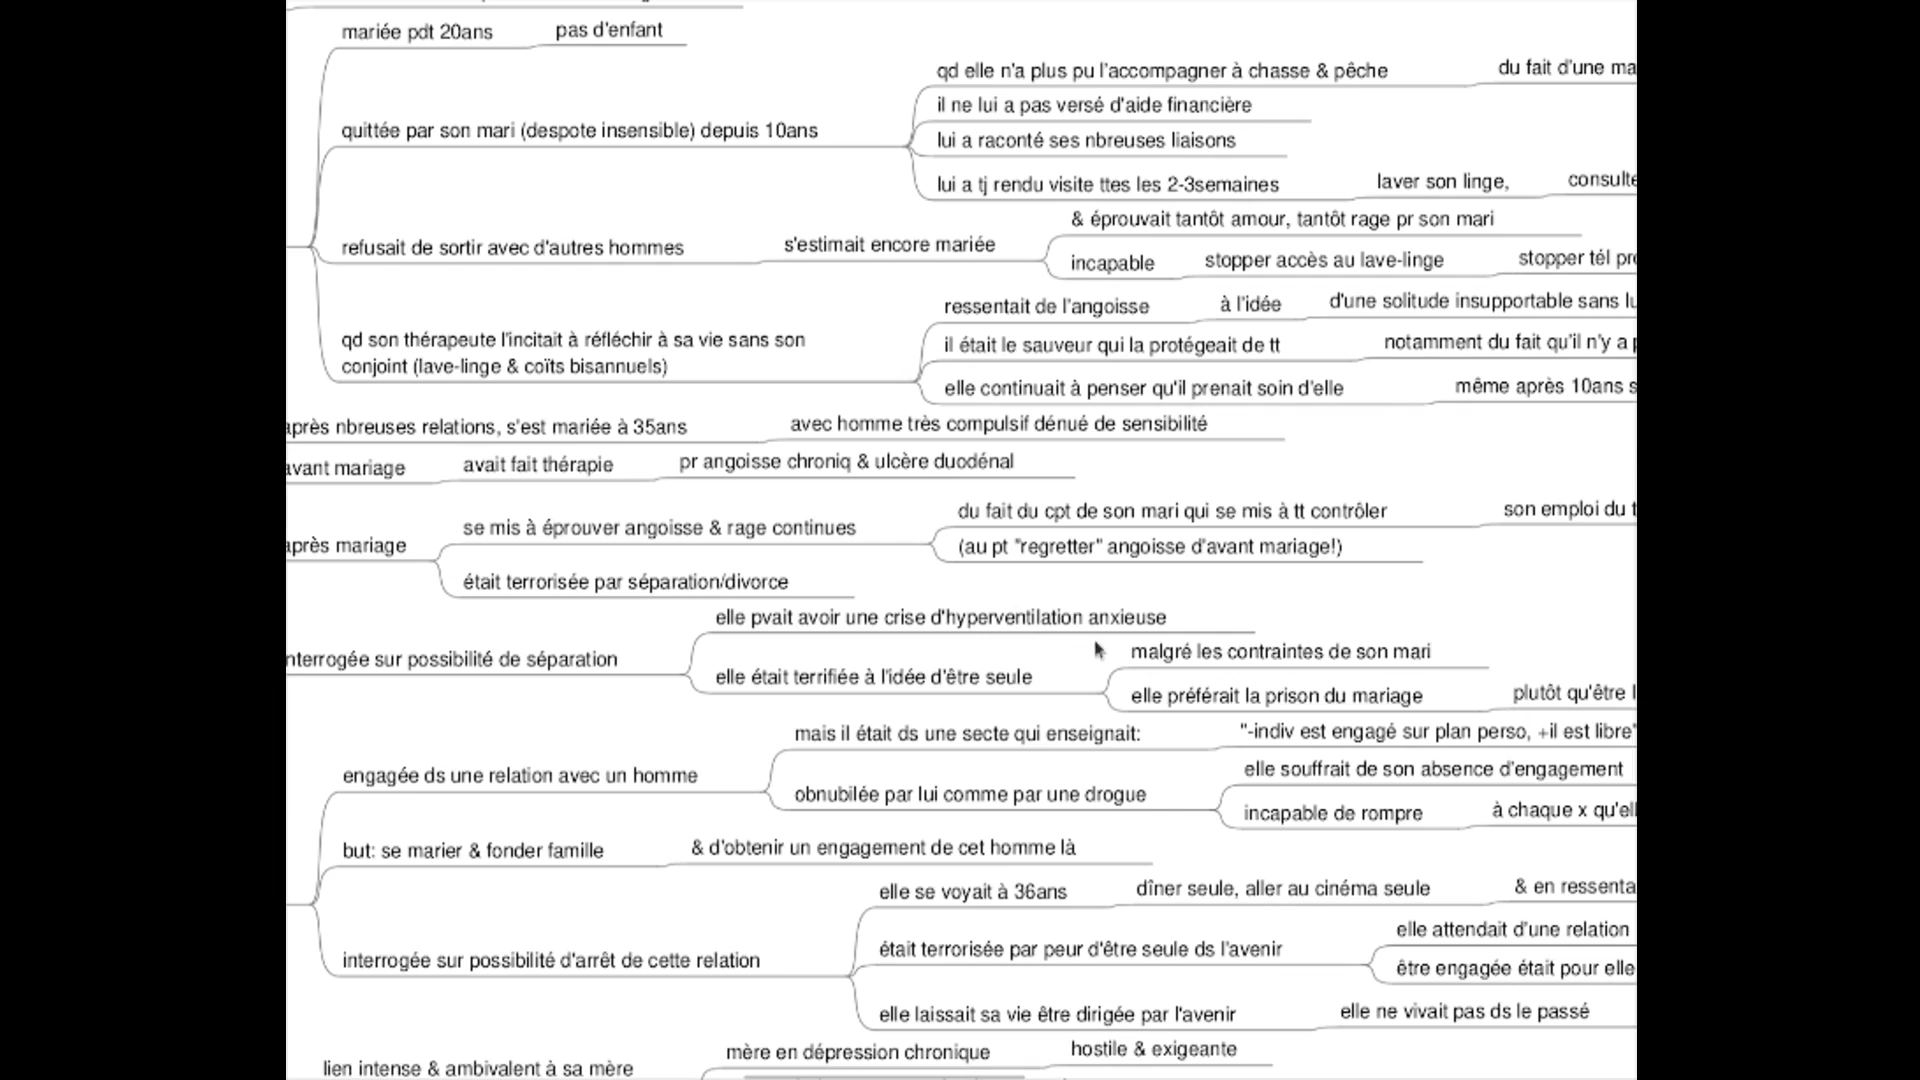 mariée pdt 20ans
pas d'enfant
quittée par son mari (despote insensible) depuis 10ans
qd elle n'a plus pu l'accompagner à chasse & pêche
du fait d'une
il ne lui a pas versé d'aide financière
lui a raconté ses nbreuses liaisons
lui a tj rendu visite ttes les 2-3semaines
laver son linge,
refusait de sortir avec d'autres hommes
s'estimait encore mariée
& éprouvait tantôt amour, tantôt rage pr son mari
incapable
stopper accès au lave-linge
stopper tél
qd son thérapeute l'incitait à réfléchir à sa vie sans son
conjoint (lave-linge & coïts bisannuels)
ressentait de l'angoisse
à l'idée
d'une solitude insupportable sans
il était le sauveur qui la protégeait de tt
notamment du fait qu'il n'y a
elle continuait à penser qu'il prenait soin d'elle
même après 10ans
après nbreuses relations, s'est mariée à 35ans
avec homme très compulsif dénué de sensibilité
avant mariage
avait fait thérapie
pr angoisse chroniq & ulcère duodénal
après mariage
se mis à éprouver angoisse & rage continues
du fait du cpt de son mari qui se mis à tt contrôler
son emploi du
(au pt "regretter" angoisse d'avant mariage!)
était terrorisée par séparation/divorce
nterrogée sur possibilité de séparation
elle pvait avoir une crise d'hyperventilation anxieuse
elle était terrifiée à l'idée d'être seule
malgré les contraintes de son mari
elle préférait la prison du mariage
plutôt qu'être
engagée ds une relation avec un homme
mais il était ds une secte qui enseignait:
"-indiv est engagé sur plan perso, +il est libre"
obnubilée par lui comme par une drogue
elle souffrait de son absence d'engagement
incapable de rompre
à chaque x qu'ell
but: se marier & fonder famille
& d'obtenir un engagement de cet homme là
interrogée sur possibilité d'arrêt de cette relation
elle se voyait à 36ans
dîner seule, aller au cinéma seule
& en ressenta
était terrorisée par peur d'être seule ds l'avenir
elle attendait d'une relation
être engagée était pour elle
elle laissait sa vie être dirigée par l'avenir
elle ne vivait pas ds le passé
lien intense & ambivalent à sa mère
mère en dépression chronique
hostile & exigeante